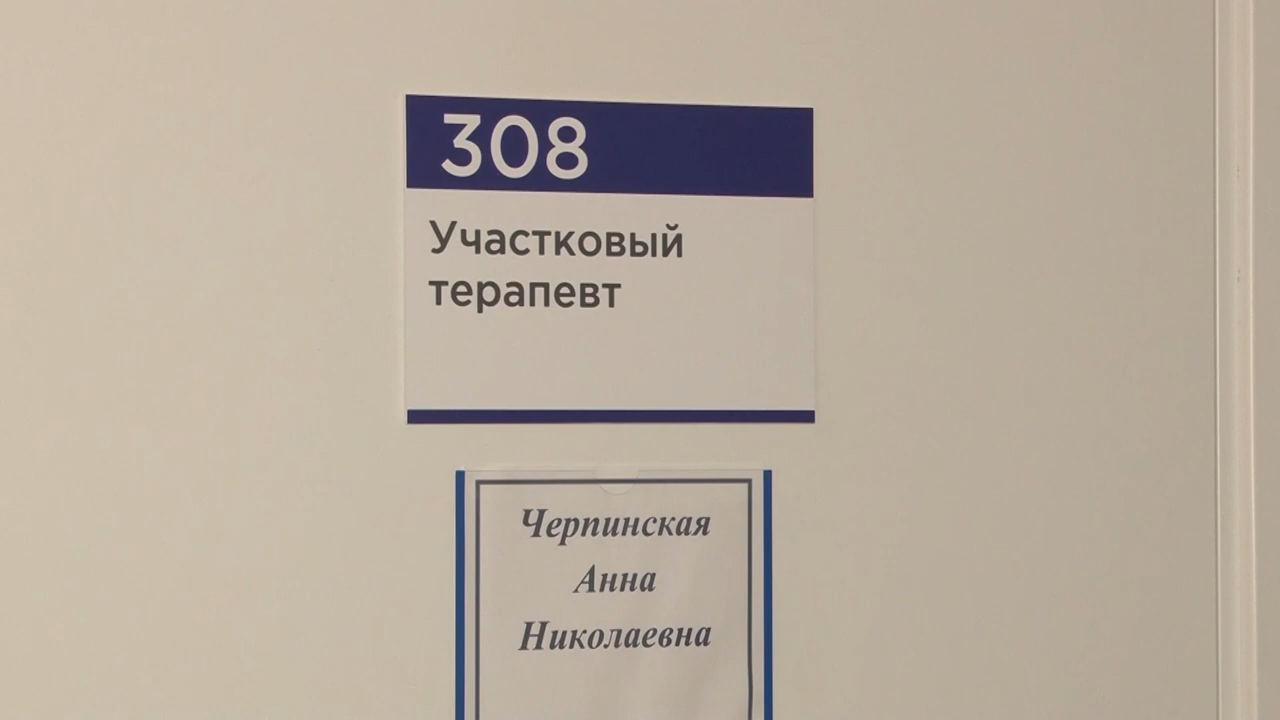 308
Участковый
терапевт
Черпинская
Анна
Николаевна